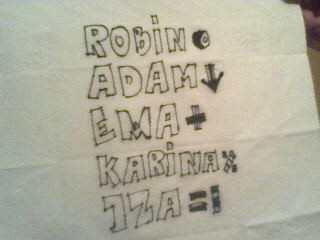 ROBIN
ADAM ↓
EMA +
KARINA %
IZA =!